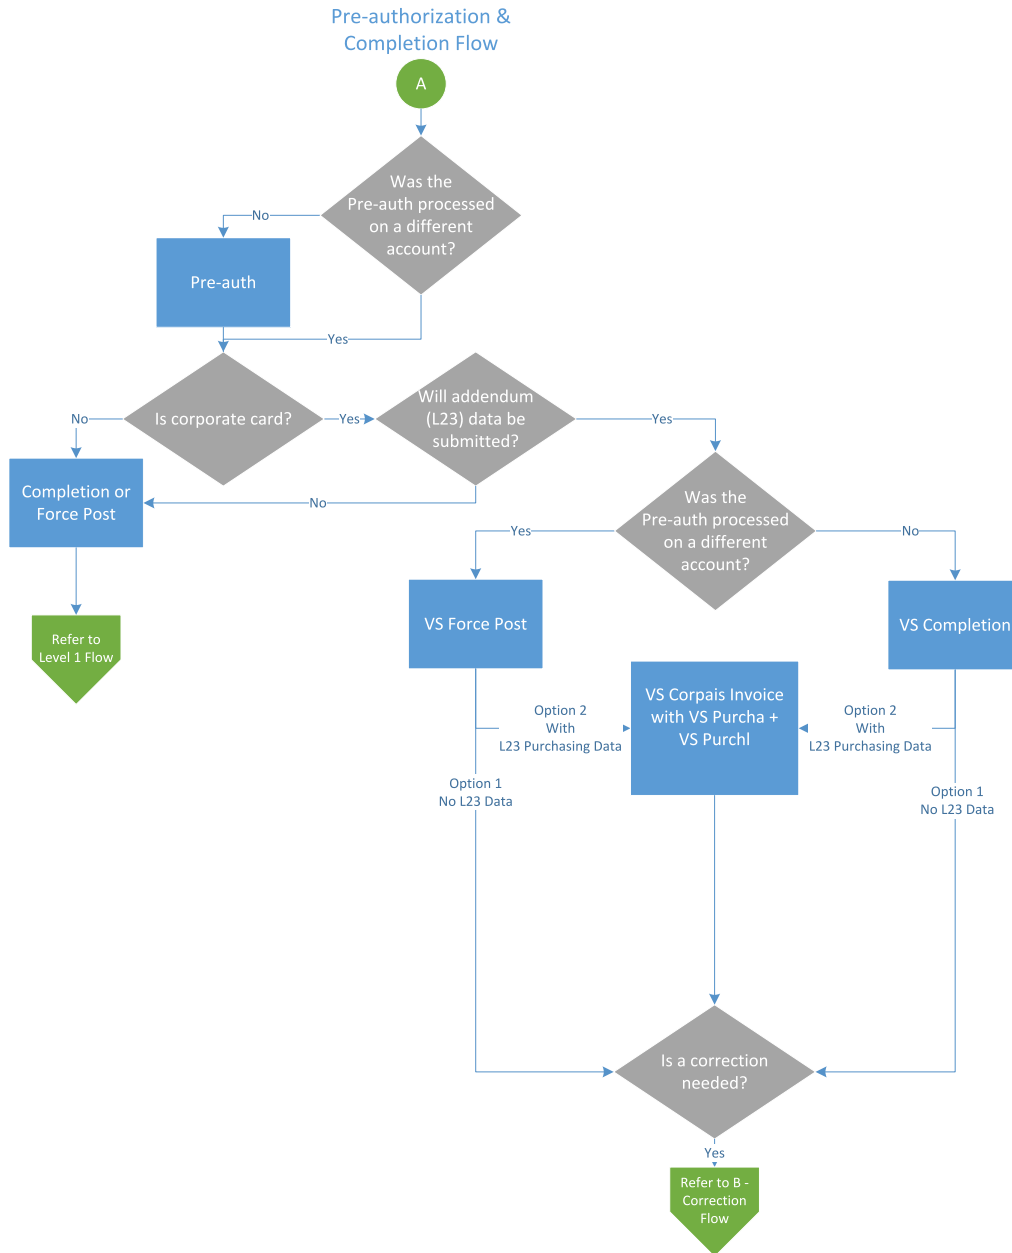 Pre-authorization &
Completion Flow
A
Was the
Pre-auth processed
on a different
account?
No
Pre-auth
Yes
Is corporate card?
No
Yes
Will addendum
(L23) data be
submitted?
Yes
No
Completion or
Force Post
Refer to
Level 1 Flow
Was the
Pre-auth processed
on a different
account?
Yes
No
VS Force Post
VS Completion
VS Corpais Invoice
with VS Purcha +
VS Purchl
Option 2
With
L23 Purchasing Data
Option 2
With
L23 Purchasing Data
Option 1
No L23 Data
Option 1
No L23 Data
Is a correction
needed?
Yes
Refer to B -
Correction
Flow